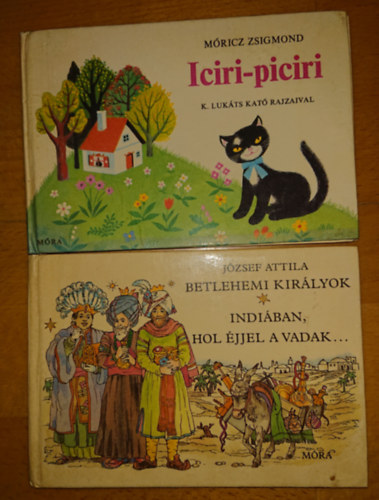 MÓRICZ ZSIGMOND
Iciri-piciri
K. LUKÁTS KATÓ RAJZAIVAL
MÓRA
JÓZSEF ATTILA
BETLEHEMI KIRÁLYOK
INDIÁBAN,
HOL ÉJJEL A VADAK...
MÓRA